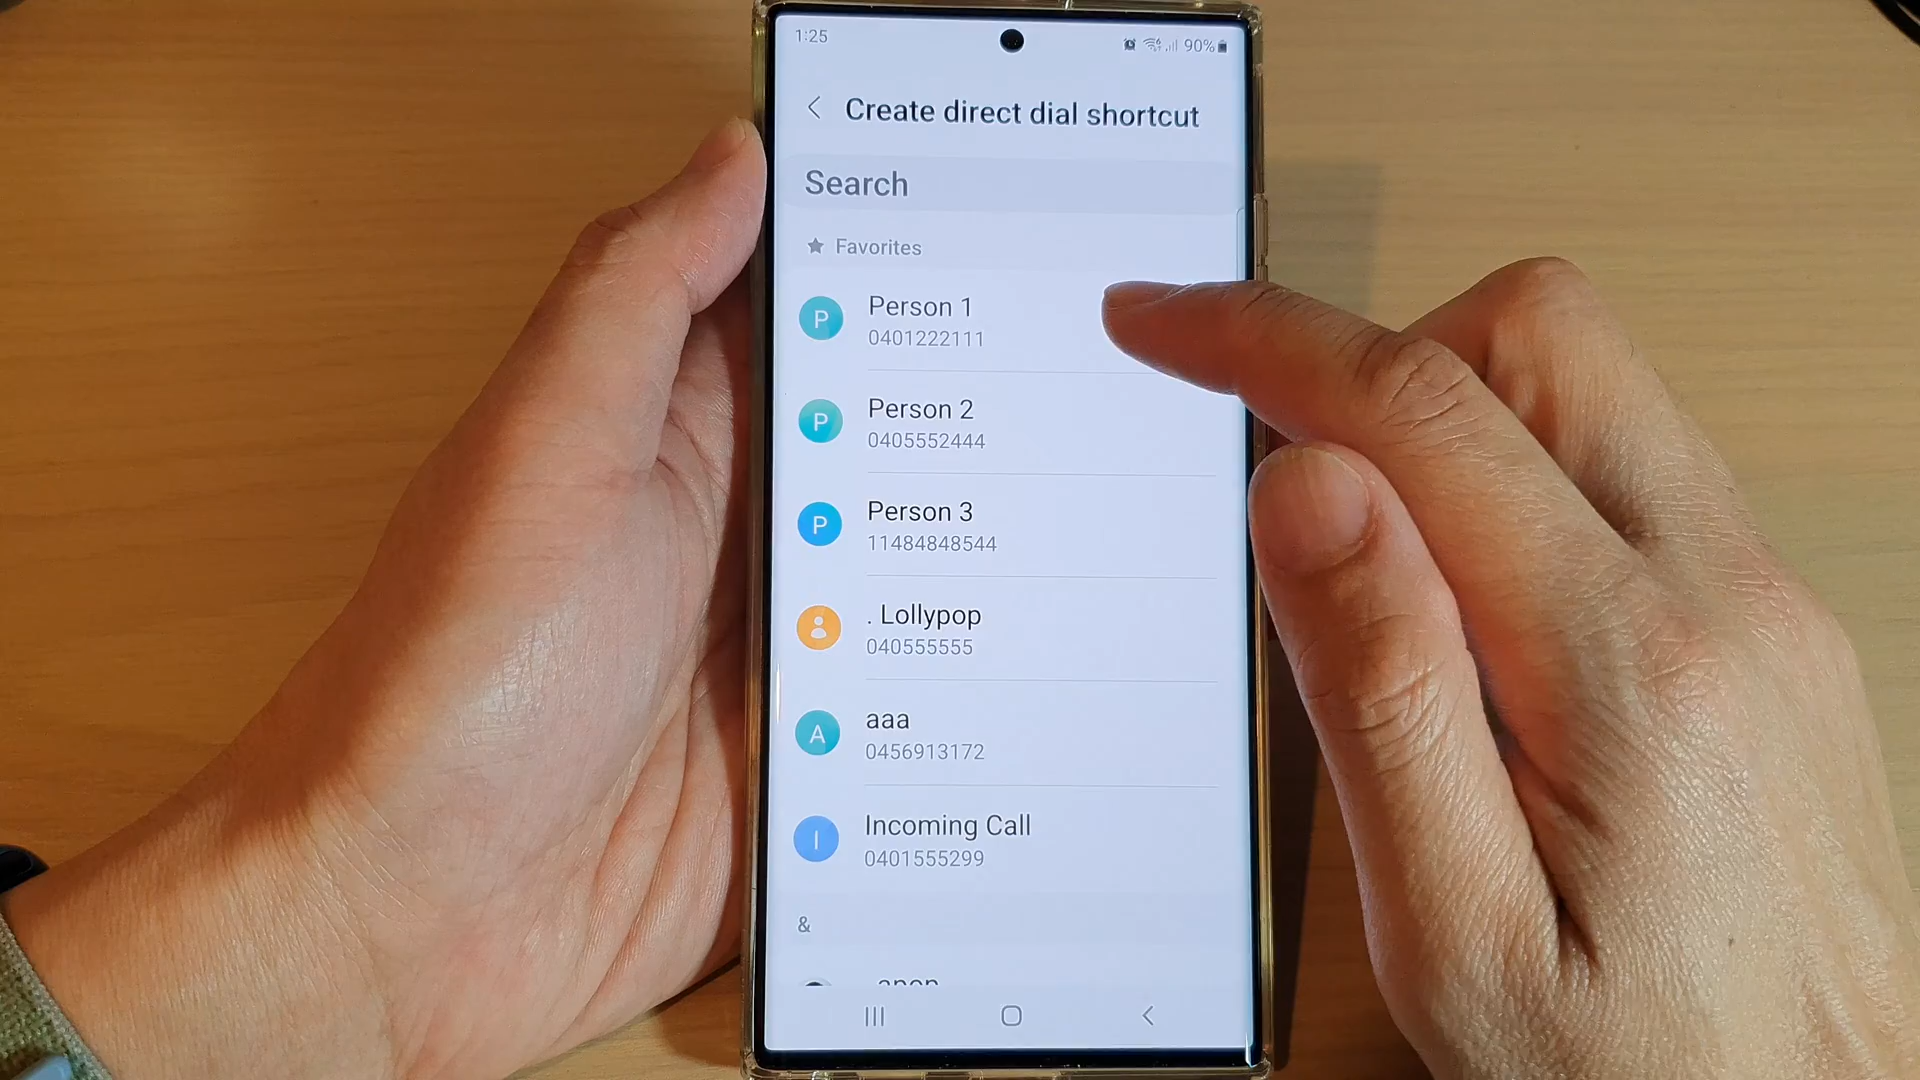 1:25
90%
Create direct dial shortcut
Search
Favorites
P
Person 1
0401222111
P
Person 2
0405552444
P
Person 3
11484848544
. Lollypop
040555555
A
aaa
0456913172
I
Incoming Call
0401555299
&